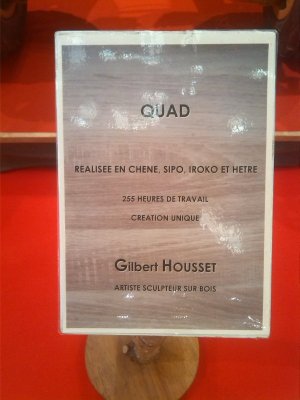 QUAD
REALISEE EN CHENE, SIPO, IROKO ET HETRE
255 HEURES DE TRAVAIL
CREATION UNIQUE
Gilbert HOUSSET
ARTISTE SCULPTEUR SUR BOIS